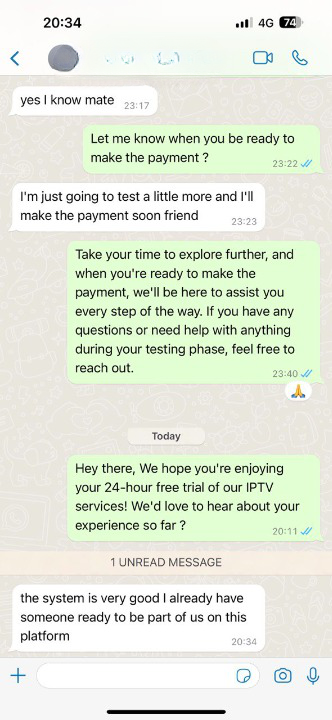 20:34
4G
74
yes I know mate
23:17
Let me know when you be ready to
make the payment ?
23:22
I'm just going to test a little more and I'll
make the payment soon friend
23:23
Take your time to explore further, and
when you're ready to make the
payment, we'll be here to assist you
every step of the way. If you have any
questions or need help with anything
during your testing phase, feel free to
reach out.
23:40
Today
Hey there, We hope you're enjoying
your 24-hour free trial of our IPTV
services! We'd love to hear about your
experience so far ?
20:11
1 UNREAD MESSAGE
the system is very good I already have
someone ready to be part of us on this
platform
20:34